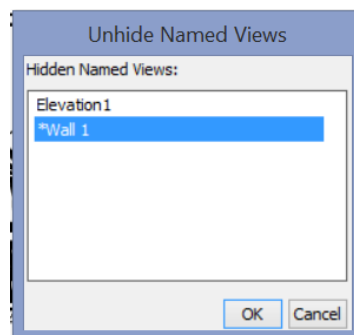 Unhide Named Views
Hidden Named Views:
Elevation1
*Wall 1
OK Cancel